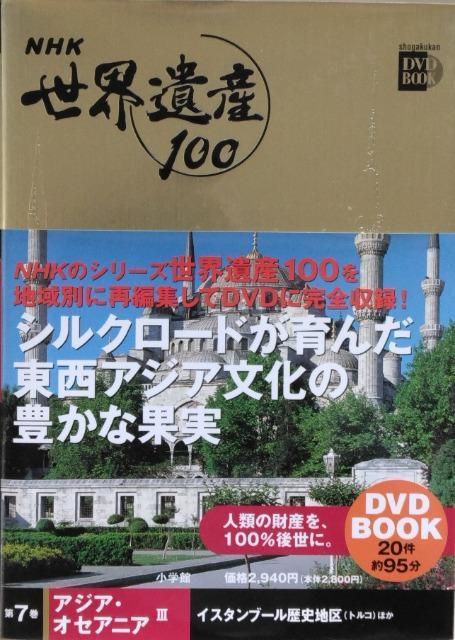 NHK
世界遺産
100
shogakukan
DVD
BOOK
NHKのシリーズ世界遺産100を
地域別に再編集してDVDに完全収録!
シルクロードが育んだ
東西アジア文化の
豊かな果実
人類の財産を、
100%後世に。
DVD
BOOK
20件
約95分
小学館 価格2,940円(本体2,800円)
第7巻 アジア・
オセアニア III イスタンブール歴史地区(トルコ)ほか